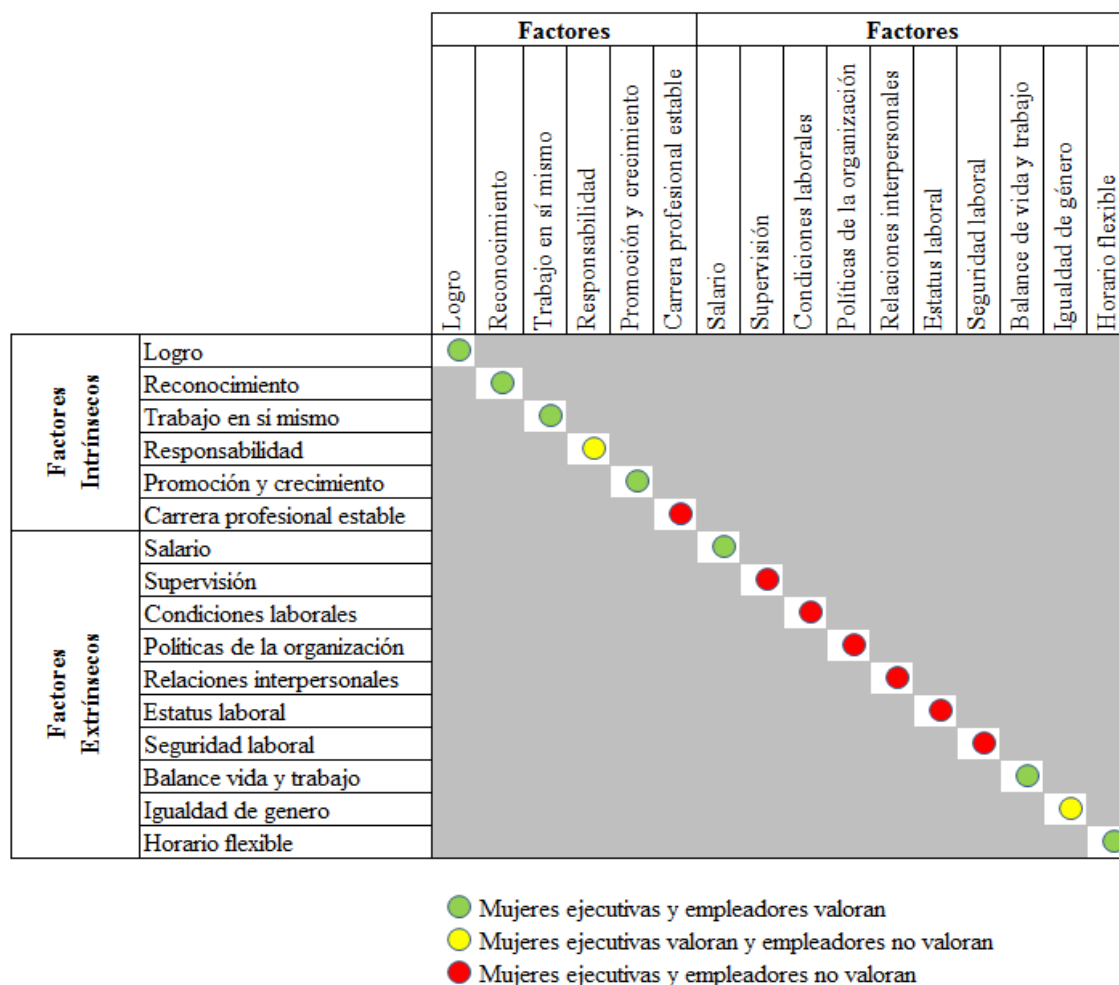 Factores Factores
Logro
Reconocimiento
Trabajo en sí mismo
Responsabilidad
Promoción y crecimiento
Carrera profesional estable
Salario
Supervisión
Condiciones laborales
Políticas de la organización
Relaciones interpersonales
Estatus laboral
Seguridad laboral
Balance de vida y trabajo
Igualdad de género
Horario flexible
Factores
Intrínsecos
Logro
Reconocimiento
Trabajo en sí mismo
Responsabilidad
Promoción y crecimiento
Carrera profesional estable
Factores
Extrínsecos
Salario
Supervisión
Condiciones laborales
Políticas de la organización
Relaciones interpersonales
Estatus laboral
Seguridad laboral
Balance vida y trabajo
Igualdad de genero
Horario flexible
Mujeres ejecutivas y empleadores valoran
Mujeres ejecutivas valoran y empleadores no valoran
Mujeres ejecutivas y empleadores no valoran